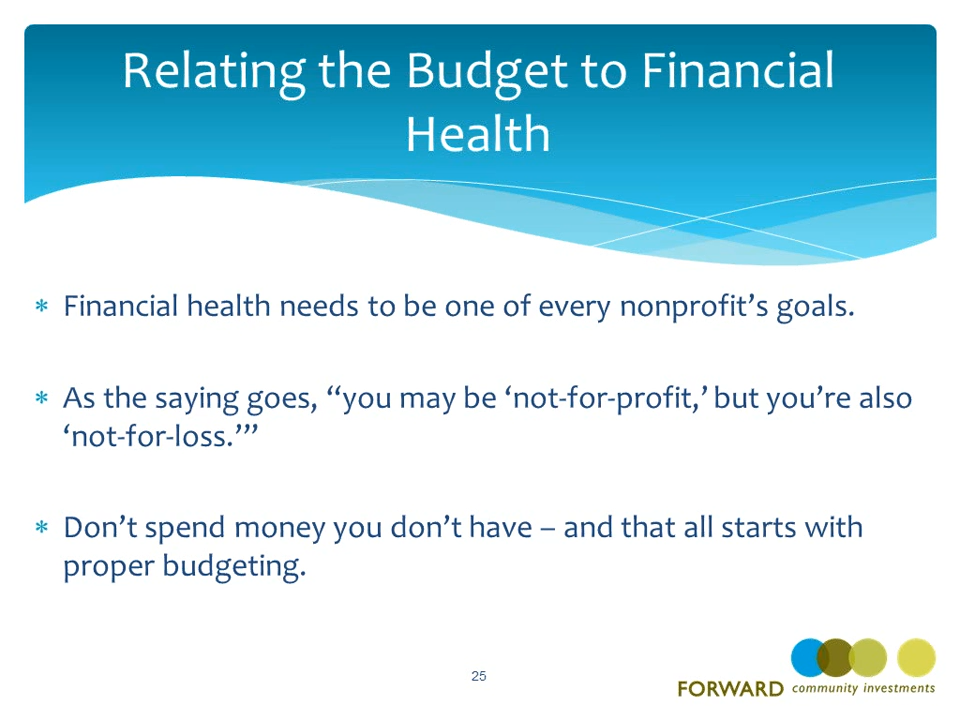 Relating the Budget to Financial
Health
* Financial health needs to be one of every nonprofit’s goals.
* As the saying goes, “you may be ‘not-for-profit,’ but you’re also
‘not-for-loss.’”
* Don’t spend money you don’t have – and that all starts with
proper budgeting.
25
FORWARD community investments